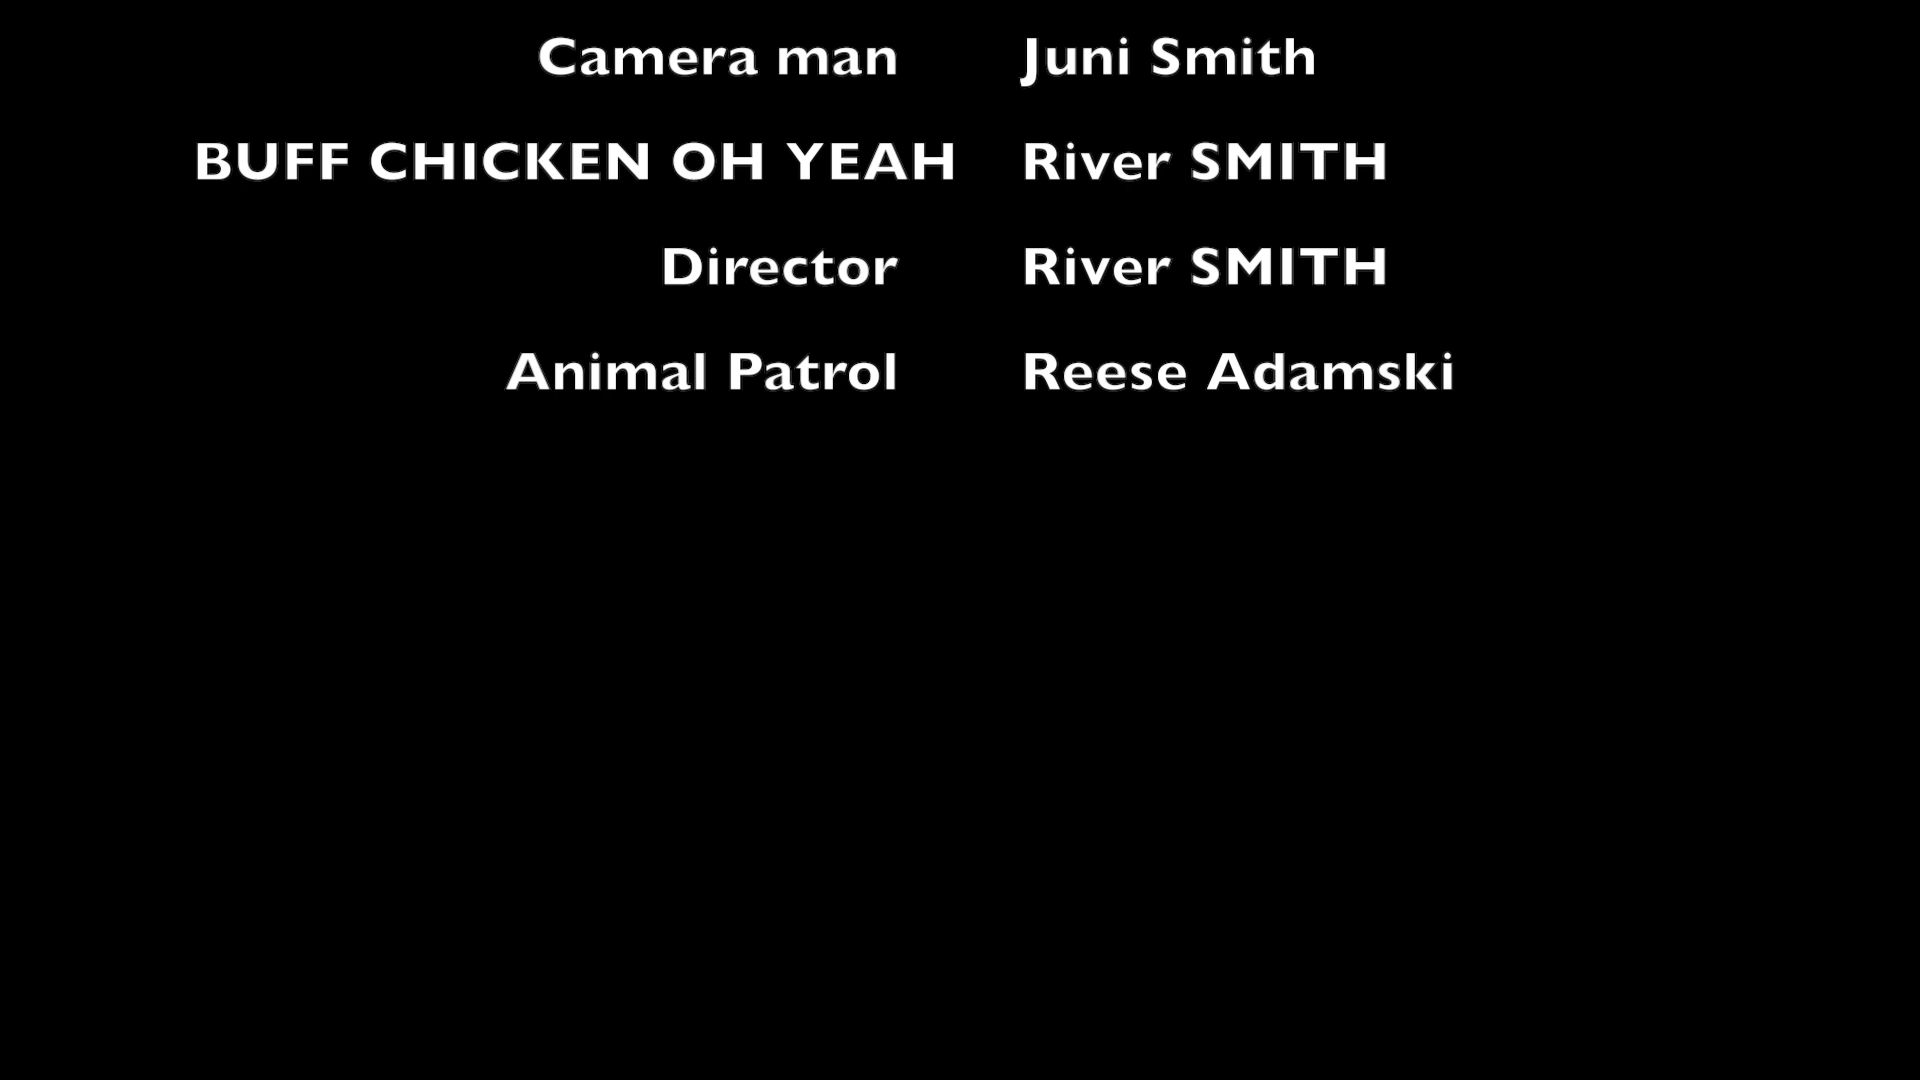 Camera man Juni Smith
BUFF CHICKEN OH YEAH River SMITH
Director River SMITH
Animal Patrol Reese Adamski